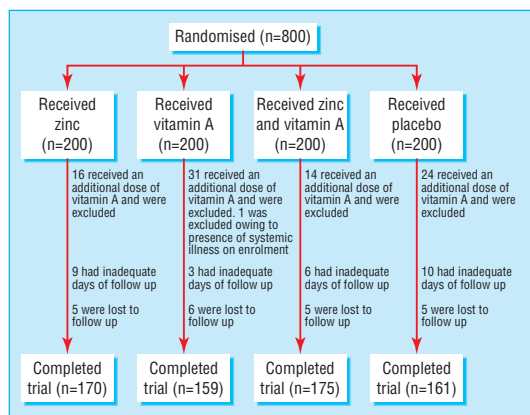 Randomised (n=800)
Received
zinc
(n=200)
Received
vitamin A
(n=200)
Received zinc
and vitamin A
(n=200)
Received
placebo
(n=200)
16 received an
additional dose of
vitamin A and were
excluded
31 received an
additional dose of
vitamin A and were
excluded. 1 was
excluded owing to
presence of systemic
illness on enrolment
14 received an
additional dose of
vitamin A and were
excluded
24 received an
additional dose of
vitamin A and were
excluded
9 had inadequate
days of follow up
3 had inadequate
days of follow up
6 had inadequate
days of follow up
10 had inadequate
days of follow up
5 were lost to
follow up
6 were lost to
follow up
5 were lost to
follow up
5 were lost to
follow up
Completed
trial (n=170)
Completed
trial (n=159)
Completed
trial (n=175)
Completed
trial (n=161)